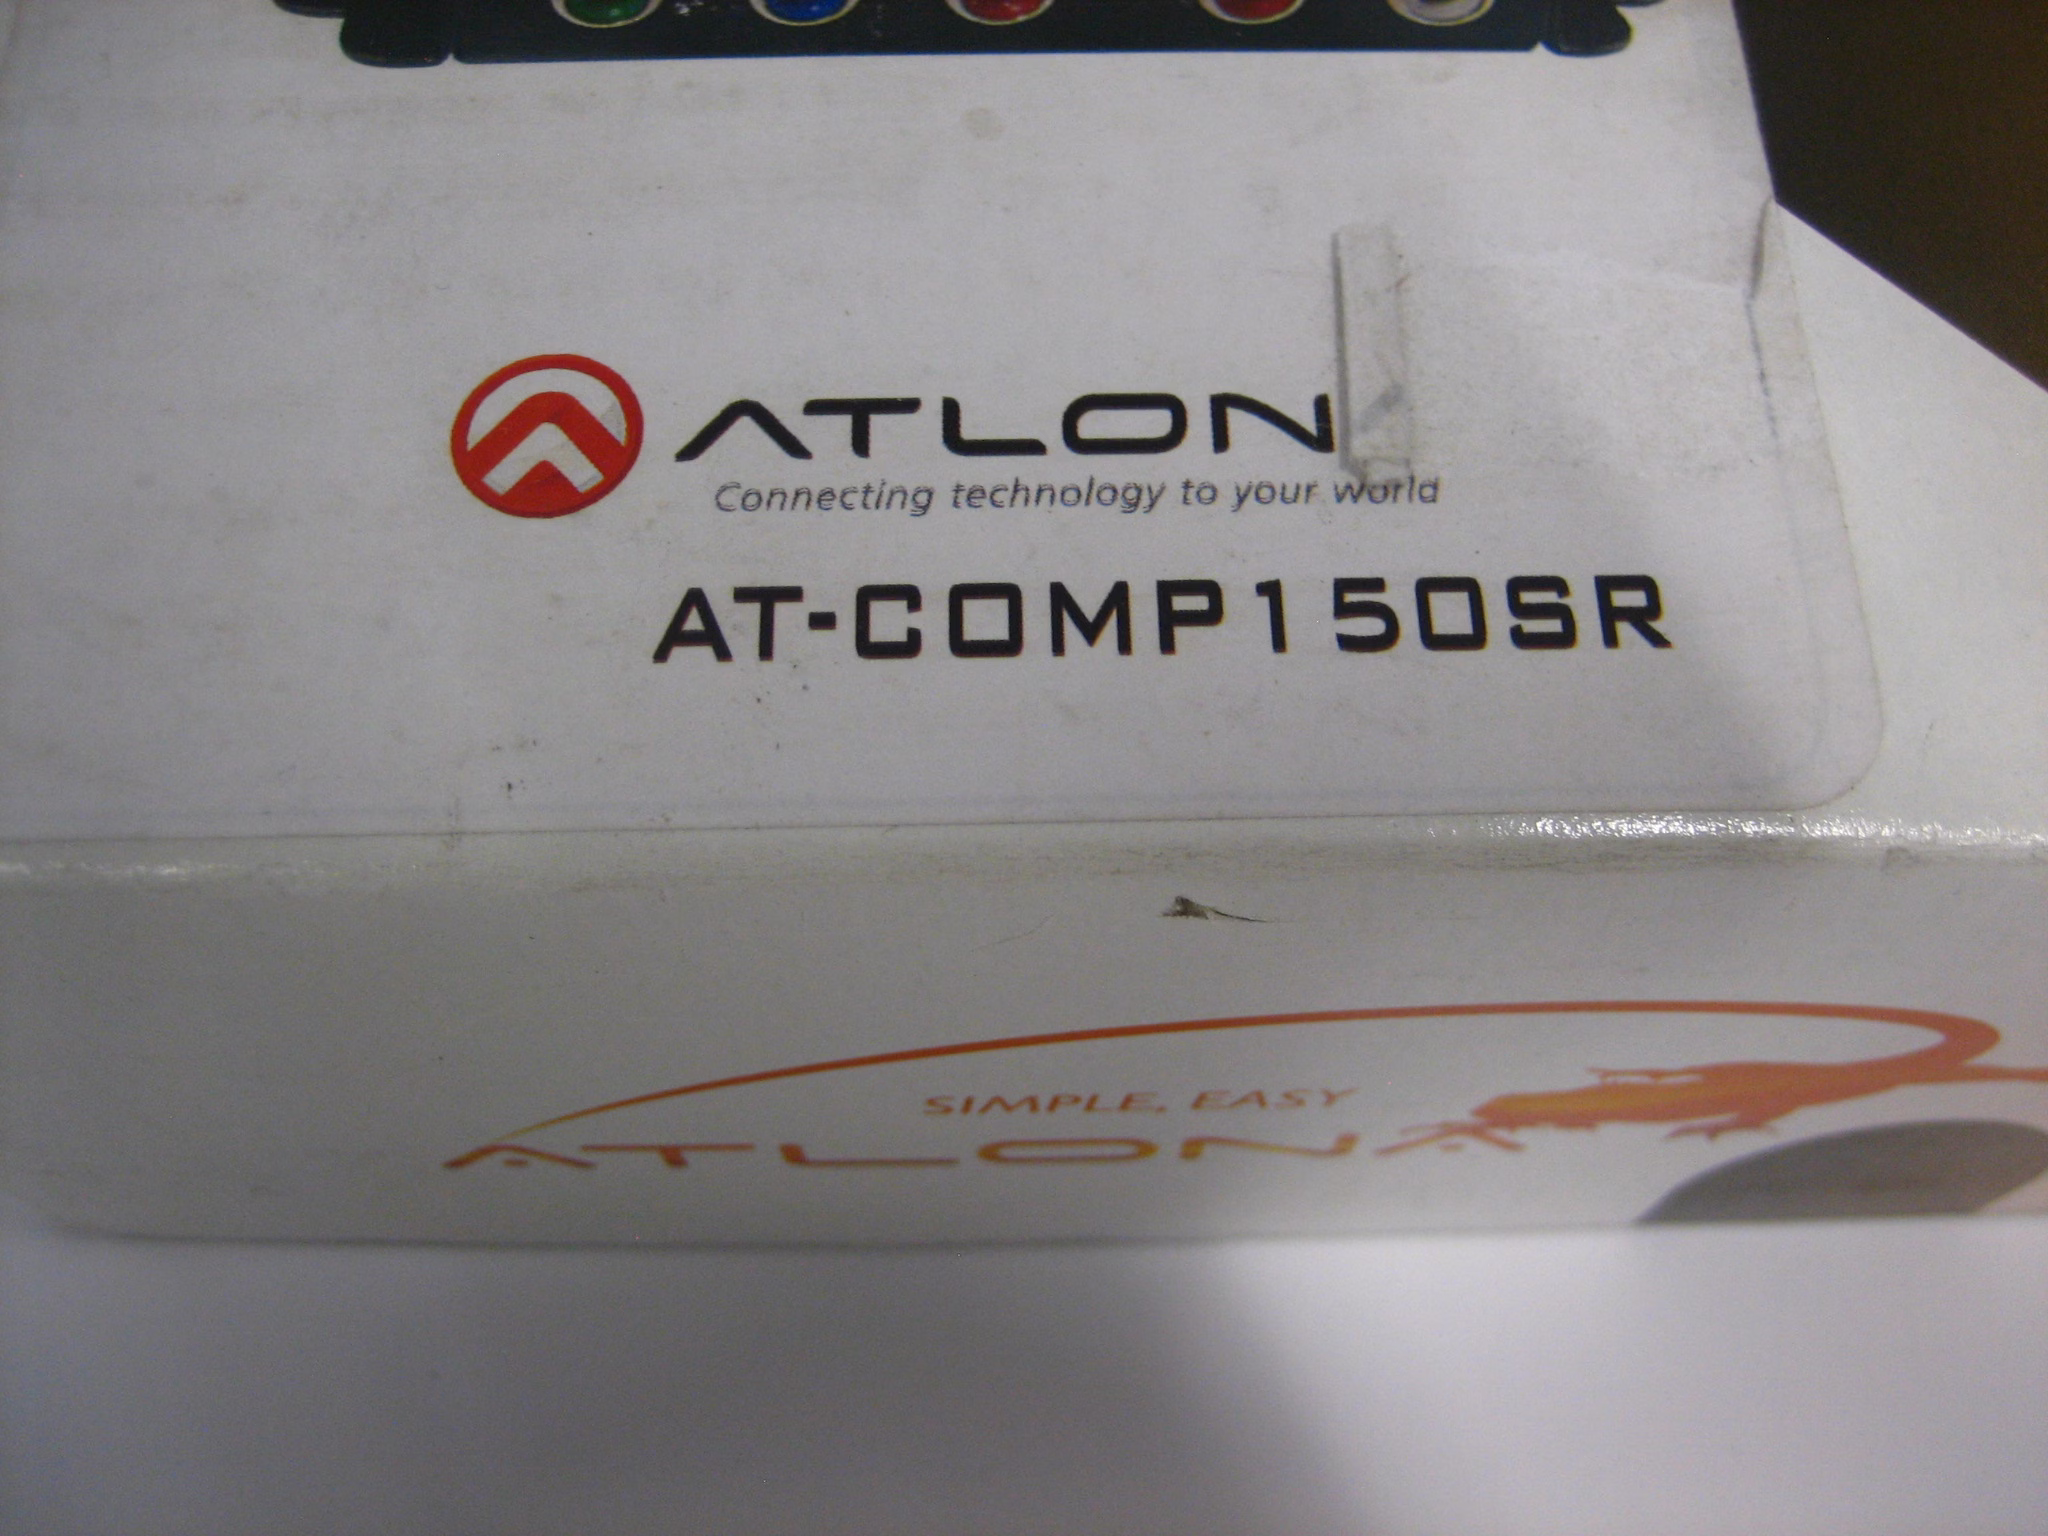 ATLON
Connecting technology to your world
AT-COMP150SR
SIMPLE, EASY
ATLONA